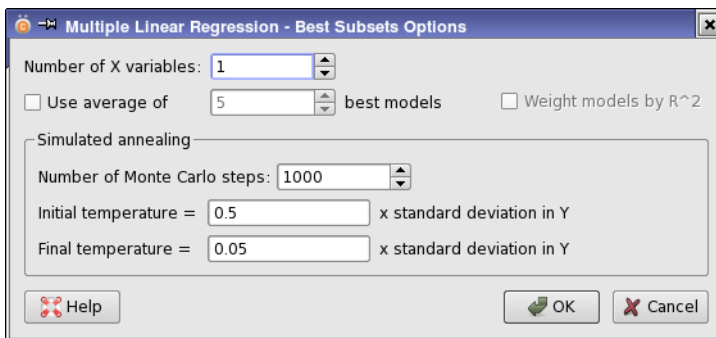 Multiple Linear Regression - Best Subsets Options
Number of X variables: 1
Use average of 5 best models Weight models by R^2
Simulated annealing
Number of Monte Carlo steps: 1000
Initial temperature = 0.5 x standard deviation in Y
Final temperature = 0.05 x standard deviation in Y
Help OK Cancel